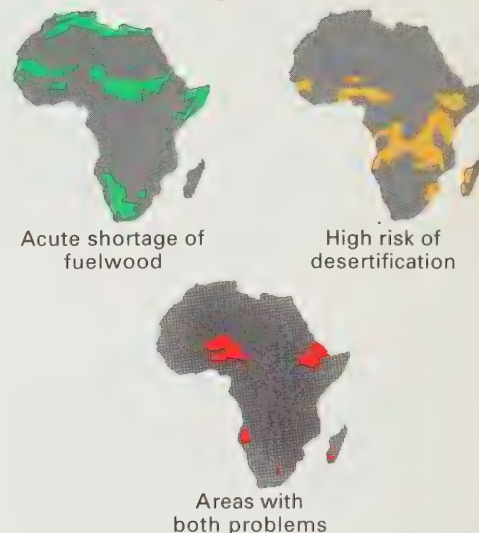 Acute shortage of
fuelwood
High risk of
desertification
Areas with
both problems